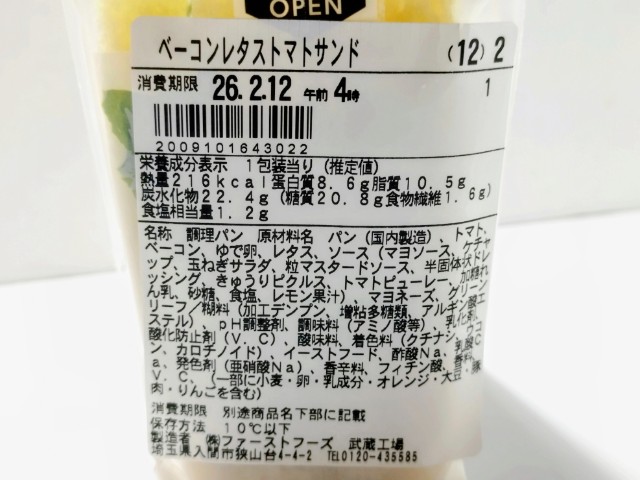 OPEN
ベーコンレタストマトサンド (12) 2
消費期限 26.2.12 午前 4時 1
2009101643022
栄養成分表示 1包装当り (推定値)
熱量216kcal蛋白質8.6g脂質10.5g
炭水化物22.4g(糖質20.8g食物繊維1.6g)
食塩相当量1.2g
名称 調理パン 原材料名 パン(国内製造)、トマト、
ベーコン、ゆで卵、レタス、ソース(マヨソース、ケチャ
ップ、玉ねぎサラダ、粒マスタードソース、半固体状ドレ
ッシング、きゅうりピクルス、トマトピューレー、加糖れ
ん乳、砂糖、食塩、レモン果汁)、マヨネーズ、グリーン
リーフ/糊料(加工デンプン、増粘多糖類、アルギン酸エ
ステル)、pH調整剤、調味料(アミノ酸等)、乳化剤、
酸化防止剤(V.C)、酸味料、着色料(クチナシ、
ン、カロチノイド)、イーストフード、酢酸Na、
a、発色剤(亜硝酸Na)、香辛料、フィチン酸、
V.C、(一部に小麦・卵・乳成分・オレンジ・大豆・豚
肉・りんごを含む)
消費期限 別途商品名下部に記載
保存方法 10℃以下
製造者 (株)ファーストフーズ 武蔵工場
埼玉県入間市狭山台4-4-2 TEL0120-435585